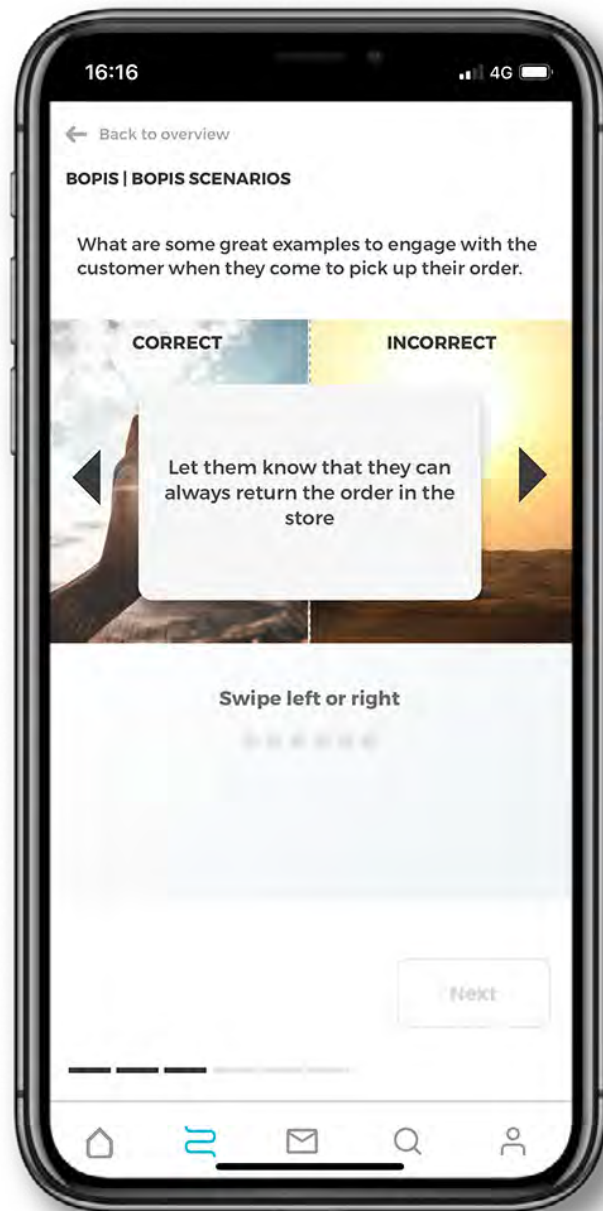 16:16
4G
Back to overview
BOPIS | BOPIS SCENARIOS
What are some great examples to engage with the
customer when they come to pick up their order.
CORRECT
INCORRECT
Let them know that they can
always return the order in the
store
Swipe left or right
Next